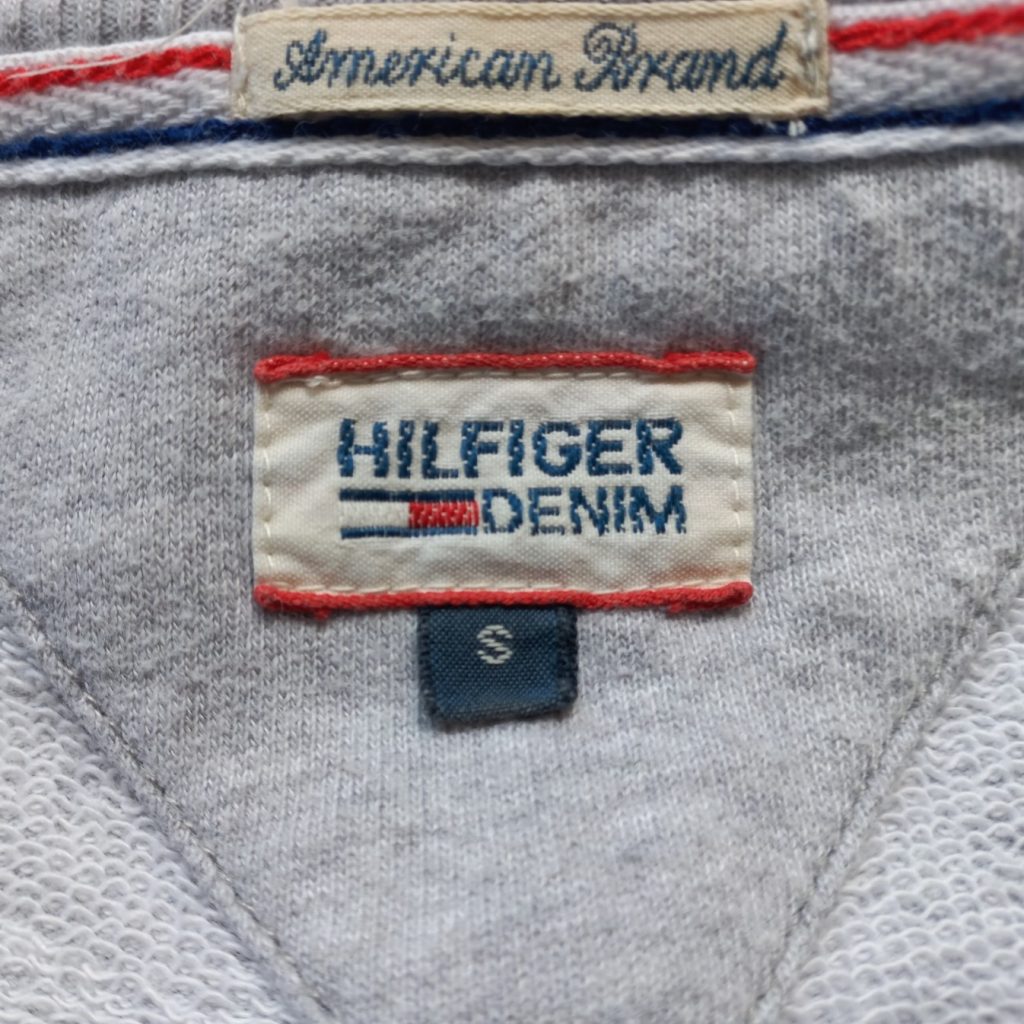 American Brand
HILFIGER
DENIM
S